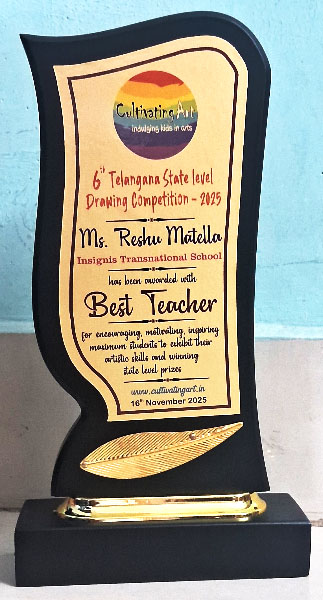 Cultivating Art
Indulging kids in arts
6th Telangana State level
Drawing Competition - 2025
Ms. Reshu Matella
Insignis Transnational School
has been awarded with
Best Teacher
for encouraging, motivating, inspiring
maximum students to exhibit their
artistic skills and winning
state level prizes
www.cultivatingart.in
16th November 2025